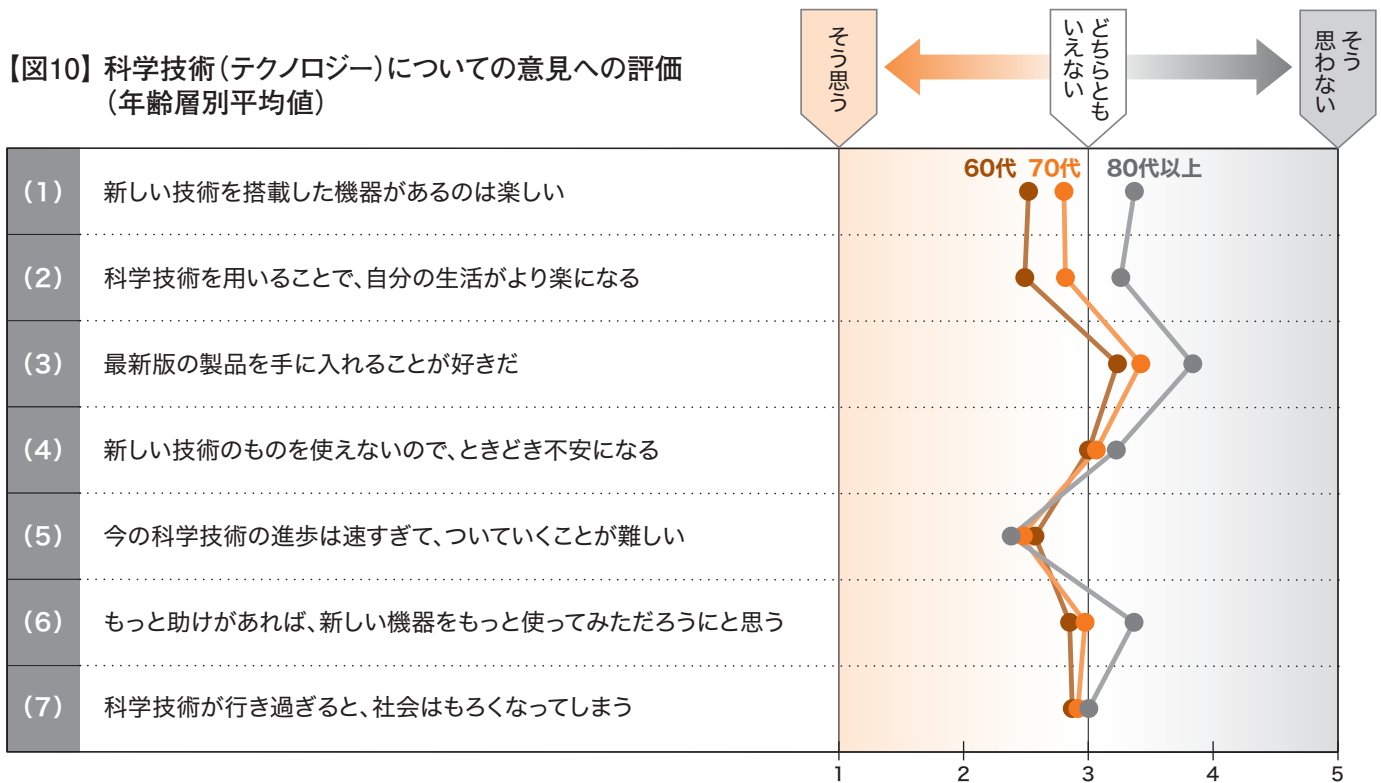 【図10】 科学技術(テクノロジー)についての意見への評価
(年齢層別平均値)
そう思う
どちらとも
いえない
そう
思わない
60代 70代 80代以上
(1) 新しい技術を搭載した機器があるのは楽しい
(2) 科学技術を用いることで、自分の生活がより楽になる
(3) 最新版の製品を手に入れることが好きだ
(4) 新しい技術のものを使えないので、ときどき不安になる
(5) 今の科学技術の進歩は速すぎて、ついていくことが難しい
(6) もっと助けがあれば、新しい機器をもっと使ってみただろうにと思う
(7) 科学技術が行き過ぎると、社会はもろくなってしまう
1 2 3 4 5